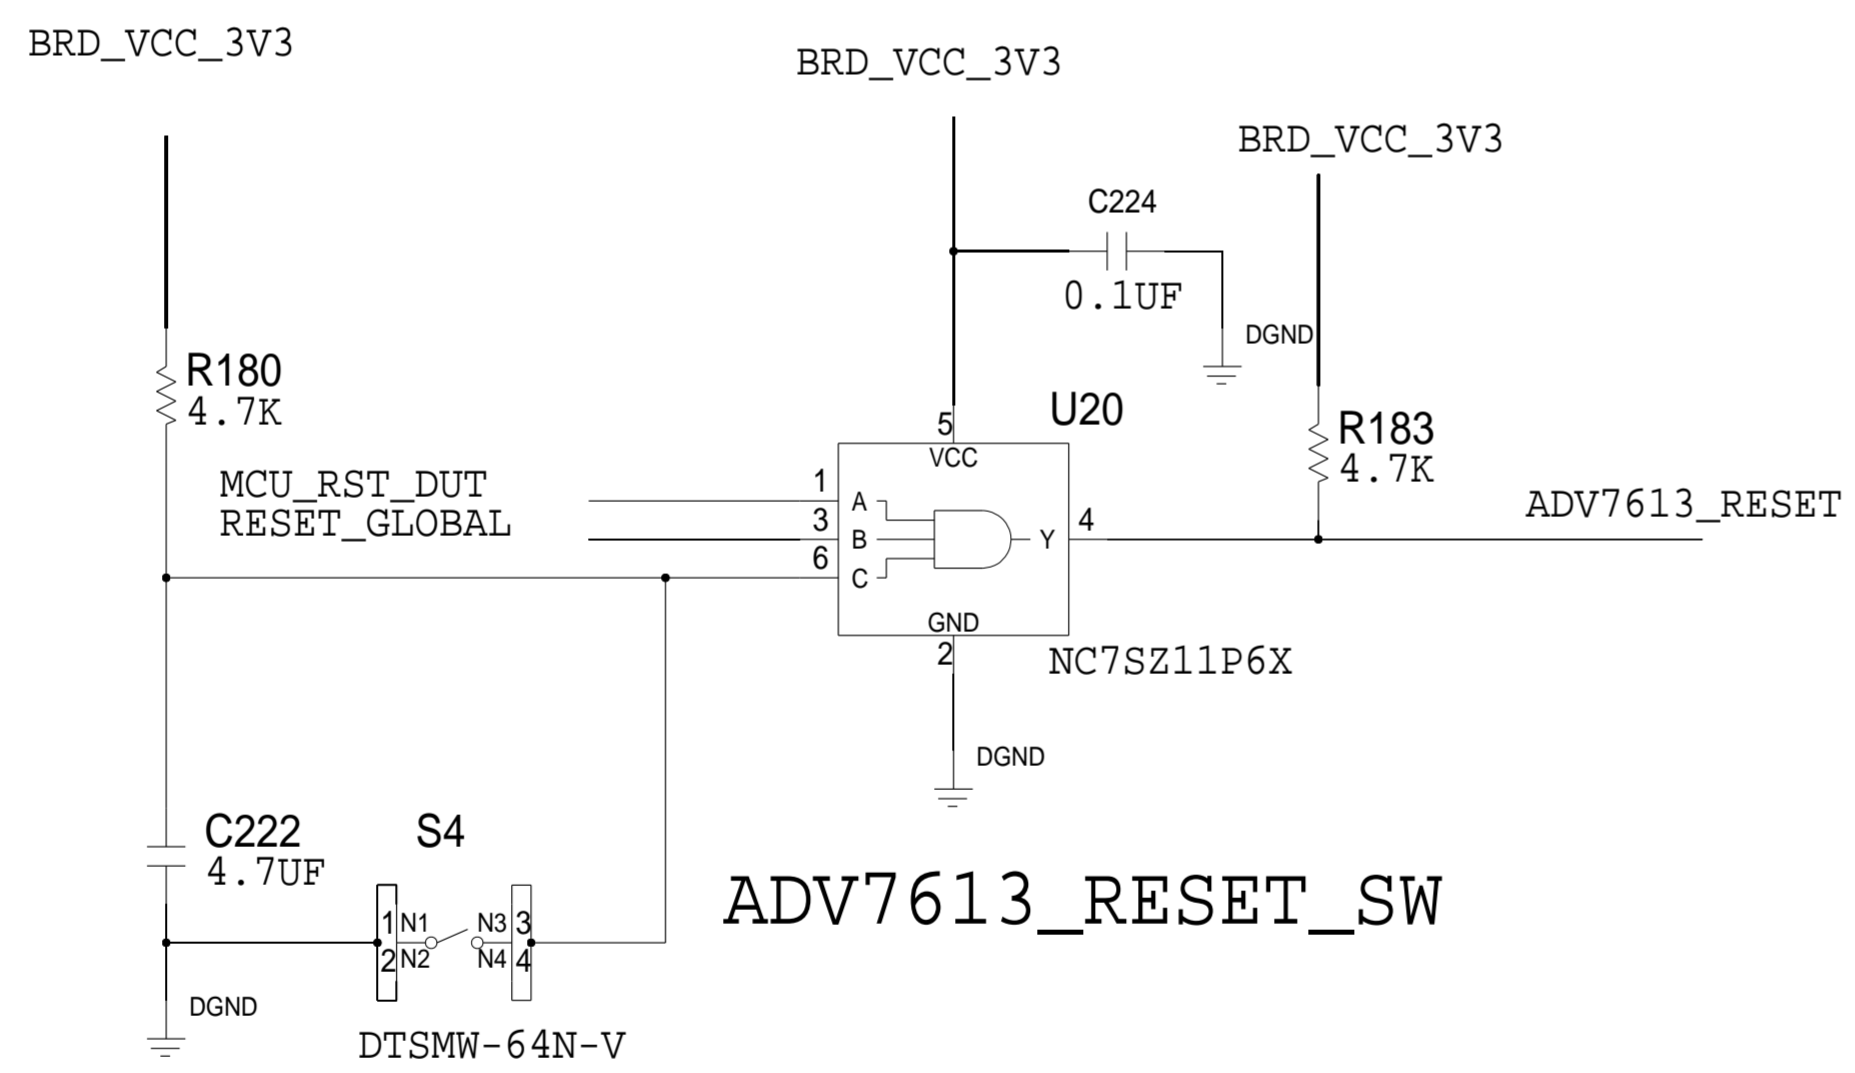 BRD_VCC_3V3
BRD_VCC_3V3
BRD_VCC_3V3
C224
0.1UF
DGND
R180
4.7K
U20
5
VCC
R183
4.7K
MCU_RST_DUT
RESET_GLOBAL
1
A
3
B
6
C
Y
4
ADV7613_RESET
GND
2
NC7SZ11P6X
DGND
C222
4.7UF
S4
1 N1 N3 3
2 N2 N4 4
ADV7613_RESET_SW
DGND
DTSMW-64N-V